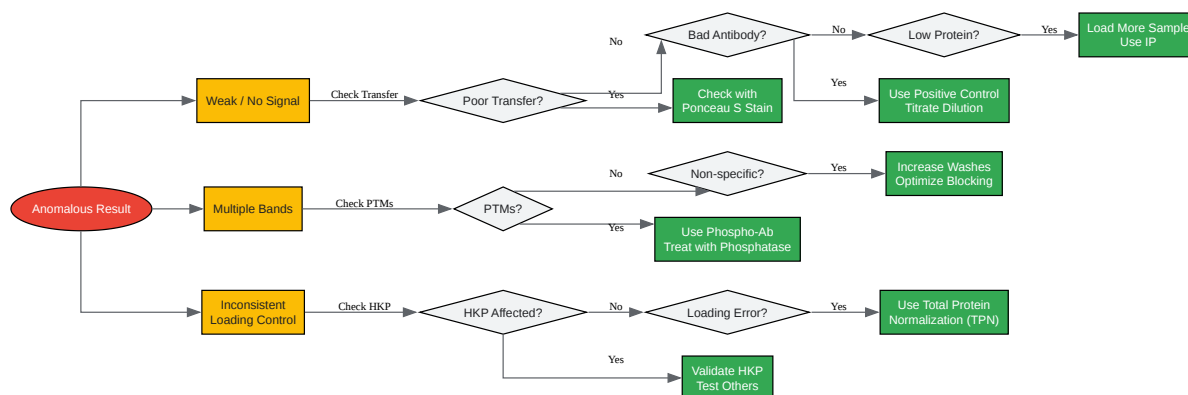 Bad Antibody?
No
Low Protein?
Yes
Load More Sample
Use IP
No
Weak / No Signal
Check Transfer
Poor Transfer?
Yes
Check with
Ponceau S Stain
Yes
Use Positive Control
Titrate Dilution
Anomalous Result
Multiple Bands
Check PTMs
PTMs?
No
Non-specific?
Yes
Increase Washes
Optimize Blocking
Yes
Use Phospho-Ab
Treat with Phosphatase
Inconsistent
Loading Control
Check HKP
HKP Affected?
No
Loading Error?
Yes
Use Total Protein
Normalization (TPN)
Yes
Validate HKP
Test Others